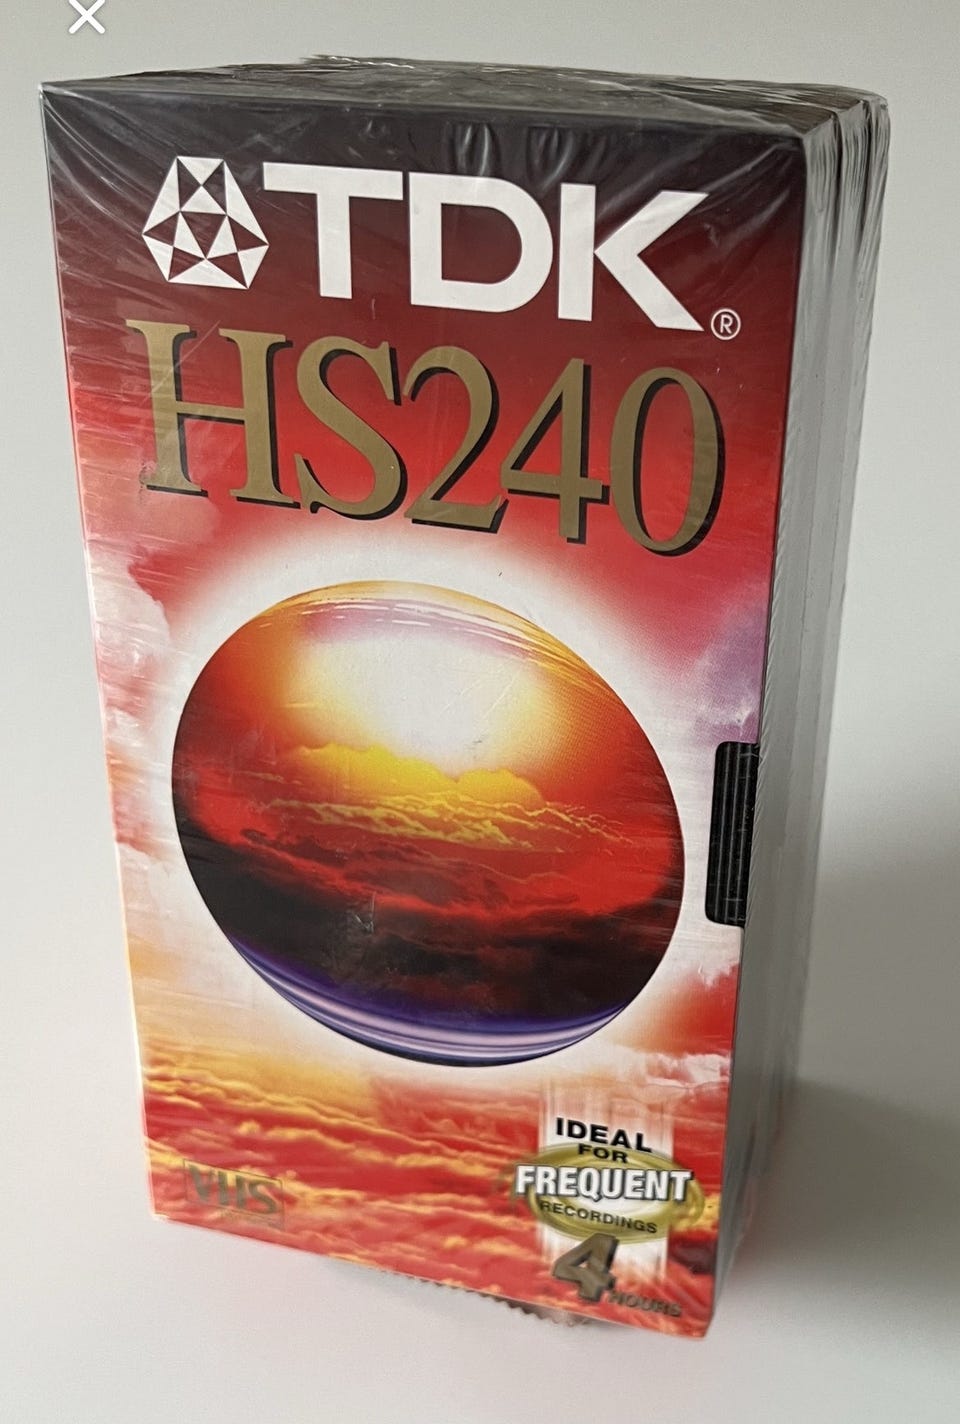 TDK®
HS240
IDEAL
FOR
FREQUENT
RECORDINGS
4 HOURS
VHS